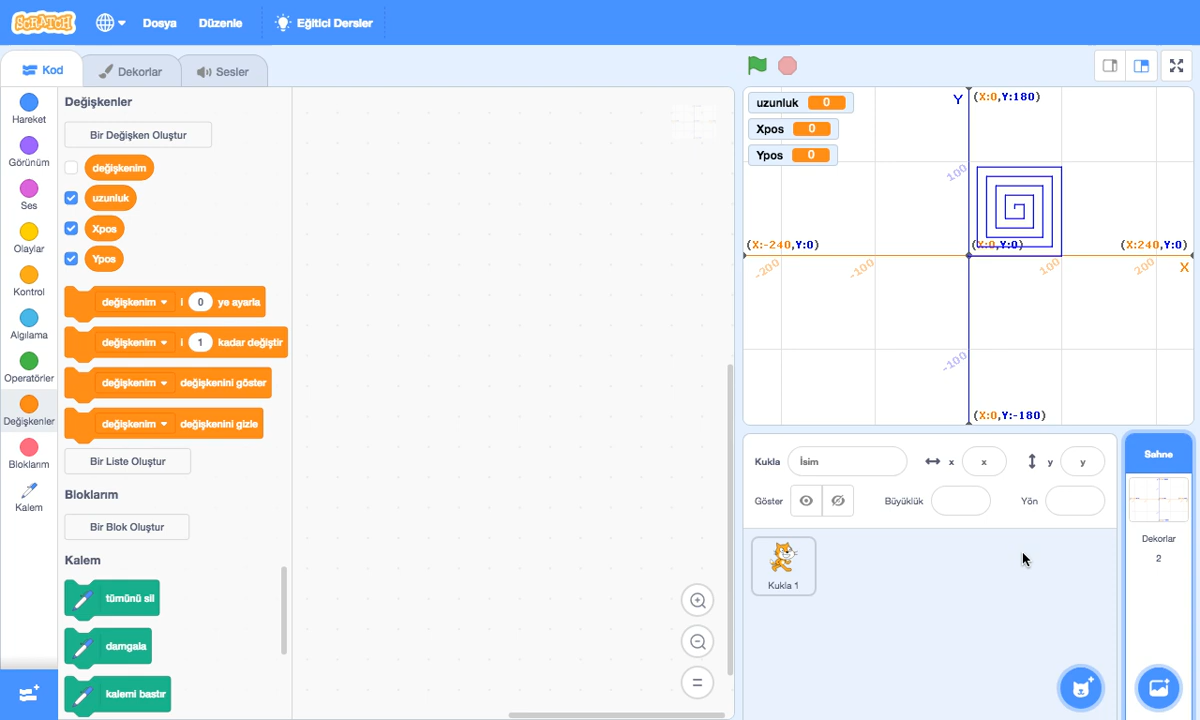 SCRATCH Dosya Düzenle Eğitici Dersler
Kod Dekorlar Sesler
Hareket
Görünüm
Ses
Olaylar
Kontrol
Algılama
Operatörler
Değişkenler
Bloklarım
Kalem
Değişkenler
Bir Değişken Oluştur
değişkenim
uzunluk
Xpos
Ypos
değişkenim i 0 ye ayarla
değişkenim i 1 kadar değiştir
değişkenim değişkenini göster
değişkenim değişkenini gizle
Bir Liste Oluştur
Bloklarım
Bir Blok Oluştur
Kalem
tümünü sil
damgala
kalemi bastır
uzunluk 0
Xpos 0
Ypos 0
Y (X:0,Y:180)
100
(X:-240,Y:0) (X:0,Y:0) (X:240,Y:0)
-200 -100 100 200 X
-100
(X:0,Y:-180)
Kukla İsim x x y y
Göster Büyüklük Yön
Kukla 1
Sahne
Dekorlar
2